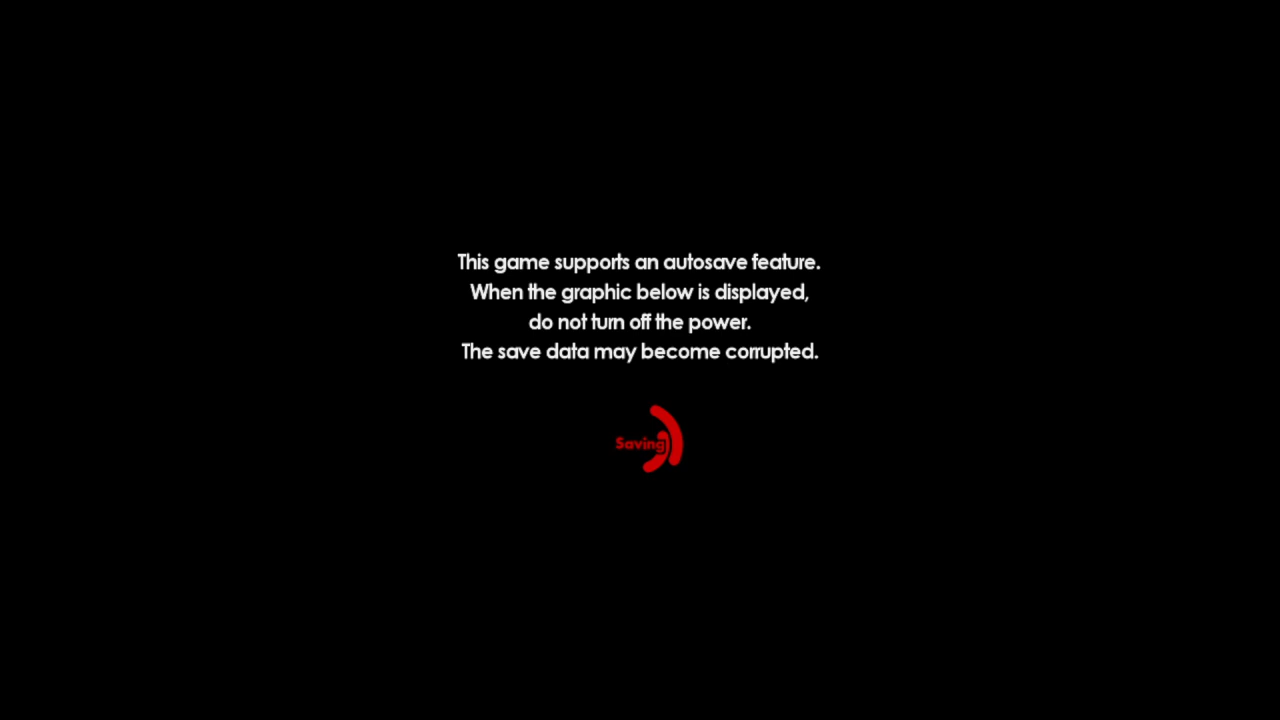 This game supports an autosave feature.
When the graphic below is displayed,
do not turn off the power.
The save data may become corrupted.
Saving